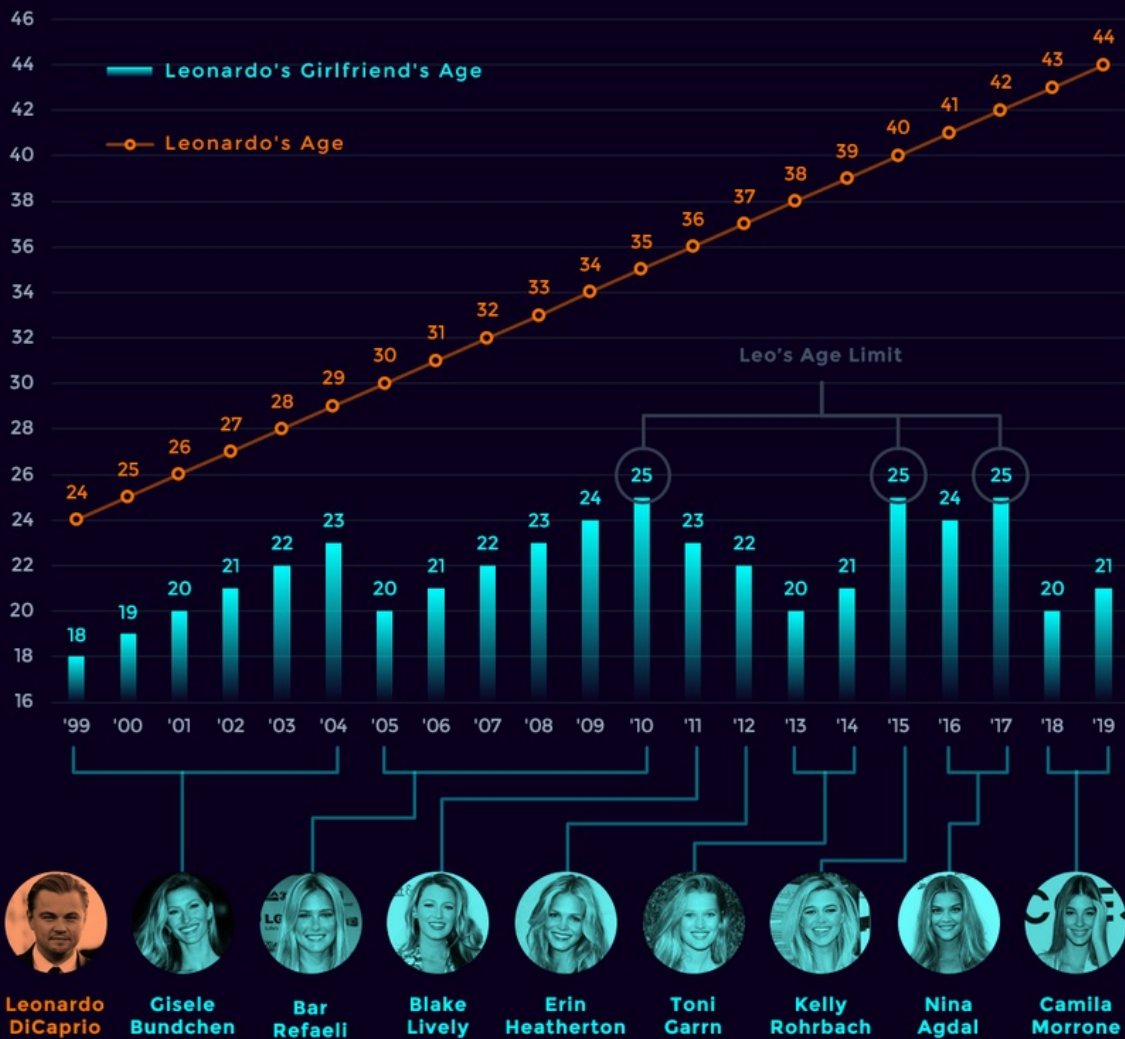 46
44
42
40
38
36
34
32
30
28
26
24
22
20
18
16
Leonardo's Girlfriend's Age
Leonardo's Age
24 25 26 27 28 29 30 31 32 33 34 35 36 37 38 39 40 41 42 43 44
Leo's Age Limit
18 19 20 21 22 23 20 21 22 23 24 25 23 22 20 21 25 24 25 20 21
'99 '00 '01 '02 '03 '04 '05 '06 '07 '08 '09 '10 '11 '12 '13 '14 '15 '16 '17 '18 '19
Leonardo
DiCaprio
Gisele
Bundchen
Bar
Refaeli
Blake
Lively
Erin
Heatherton
Toni
Garrn
Kelly
Rohrbach
Nina
Agdal
Camila
Morrone